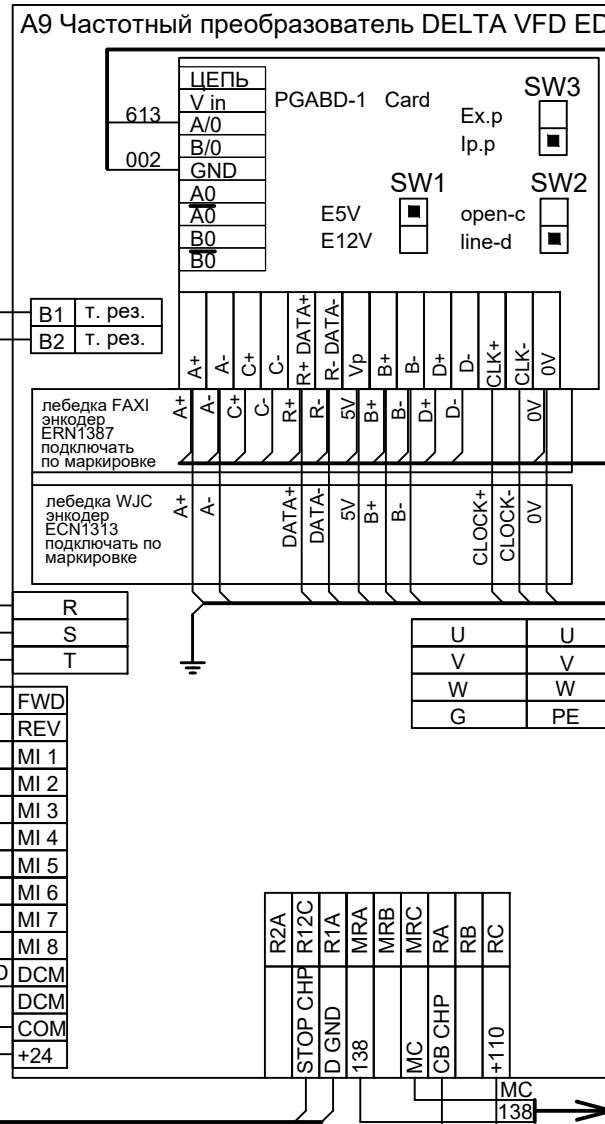 А9 Частотный преобразователь DELTA VFD ED
ЦЕПЬ
V in
A/0
B/0
GND
A0
A0
B0
B0
613
002
PGABD-1 Card
SW3
Ex.p
Ip.p
SW1
E5V
E12V
SW2
open-c
line-d
B1 т. рез.
B2 т. рез.
A+ A- C+ C- R+ DATA+ R- DATA- Vp B+ B- D+ D- CLK+ CLK- 0V
лебедка FAXI
энкодер
ERN1387
подключать
по маркировке
A+ A- C+ C- R+ R- 5V B+ B- D+ D- 0V
лебедка WJC
энкодер
ECN1313
подключать по
маркировке
A+ A- DATA+ DATA- 5V B+ B- CLOCK+ CLOCK- 0V
R
S
T
U U
V V
W W
G PE
FWD
REV
MI 1
MI 2
MI 3
MI 4
MI 5
MI 6
MI 7
MI 8
DCM
DCM
COM
+24
R2A R12C R1A MRA MRB MRC RA RB RC
STOP CHP D GND 138 MC CB CHP +110
MC
138